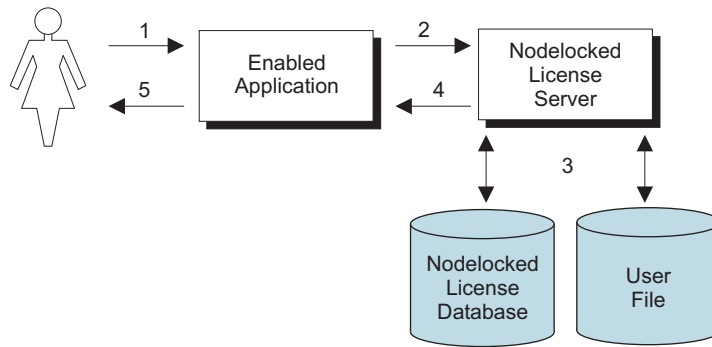 1
Enabled
Application
2
Nodelocked
License
Server
5
4
3
Nodelocked
License
Database
User
File